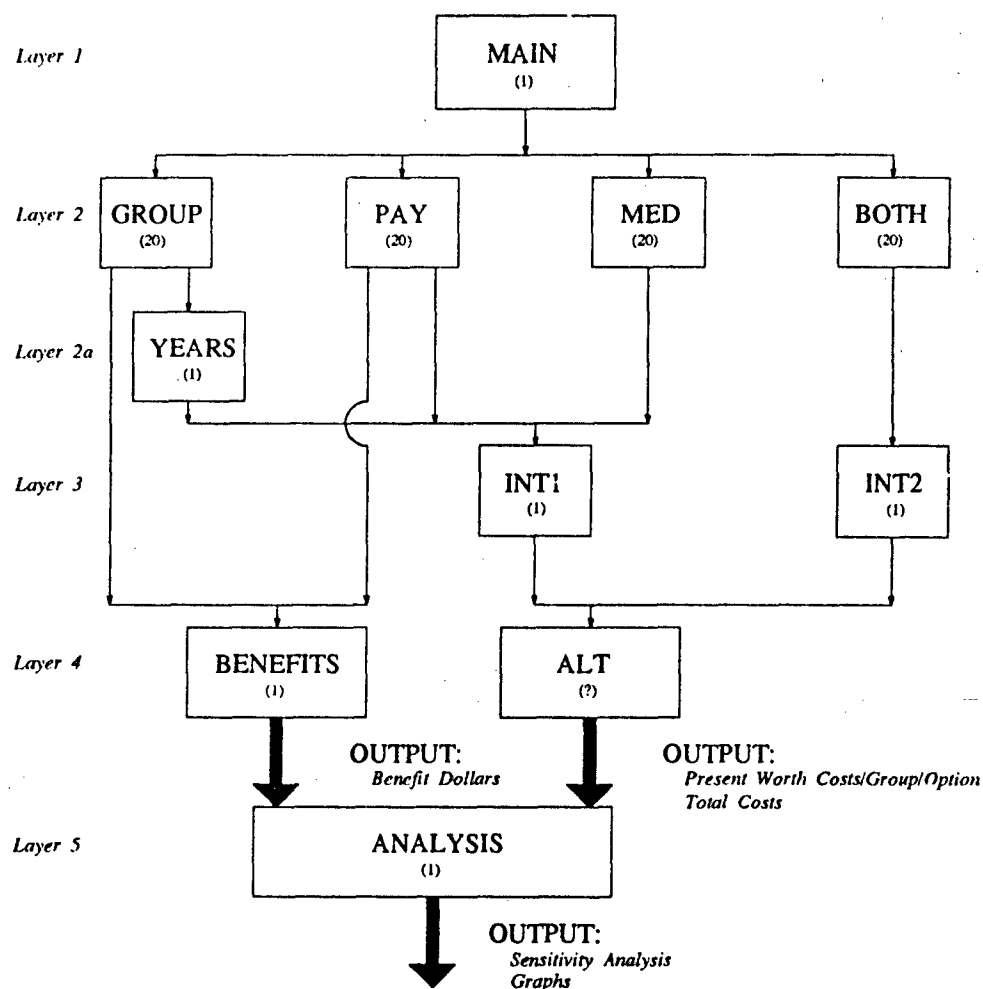 Layer 1
MAIN
(1)
Layer 2
GROUP
(20)
PAY
(20)
MED
(20)
BOTH
(20)
Layer 2a
YEARS
(1)
Layer 3
INT1
(1)
INT2
(1)
Layer 4
BENEFITS
(1)
ALT
(?)
OUTPUT:
Benefit Dollars
OUTPUT:
Present Worth Costs/Group/Option
Total Costs
Layer 5
ANALYSIS
(1)
OUTPUT:
Sensitivity Analysis
Graphs